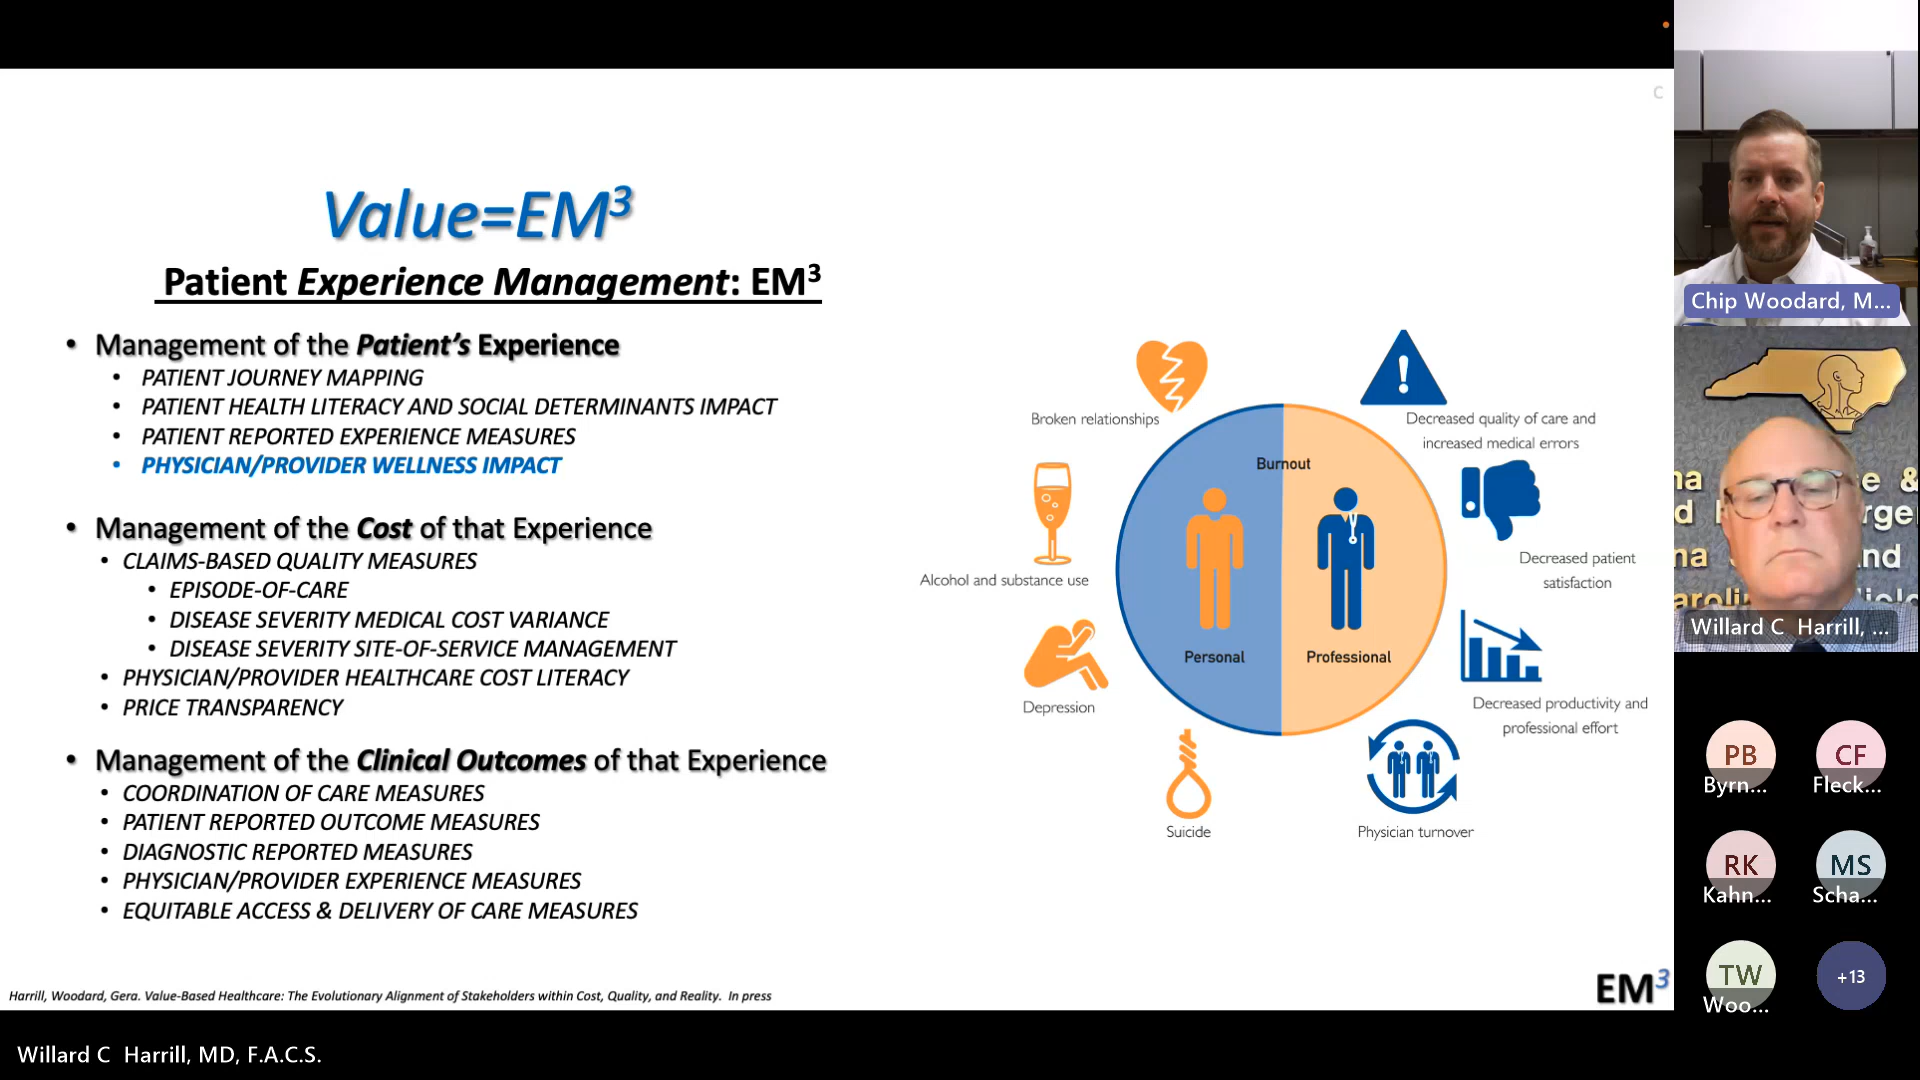 C
Value=EM³
Patient Experience Management: EM³
• Management of the Patient's Experience
• PATIENT JOURNEY MAPPING
• PATIENT HEALTH LITERACY AND SOCIAL DETERMINANTS IMPACT
• PATIENT REPORTED EXPERIENCE MEASURES
• PHYSICIAN/PROVIDER WELLNESS IMPACT
• Management of the Cost of that Experience
• CLAIMS-BASED QUALITY MEASURES
• EPISODE-OF-CARE
• DISEASE SEVERITY MEDICAL COST VARIANCE
• DISEASE SEVERITY SITE-OF-SERVICE MANAGEMENT
• PHYSICIAN/PROVIDER HEALTHCARE COST LITERACY
• PRICE TRANSPARENCY
• Management of the Clinical Outcomes of that Experience
• COORDINATION OF CARE MEASURES
• PATIENT REPORTED OUTCOME MEASURES
• DIAGNOSTIC REPORTED MEASURES
• PHYSICIAN/PROVIDER EXPERIENCE MEASURES
• EQUITABLE ACCESS & DELIVERY OF CARE MEASURES
Broken relationships
Alcohol and substance use
Depression
Suicide
Burnout
Personal
Professional
Decreased quality of care and
increased medical errors
Decreased patient
satisfaction
Decreased productivity and
professional effort
Physician turnover
Harrill, Woodard, Gera. Value-Based Healthcare: The Evolutionary Alignment of Stakeholders within Cost, Quality, and Reality. In press
EM³
Willard C Harrill, MD, F.A.C.S.
Chip Woodard, M...
Willard C Harrill, ...
PB
Byrn...
CF
Fleck...
RK
Kahn...
MS
Scha...
TW
Woo...
+13